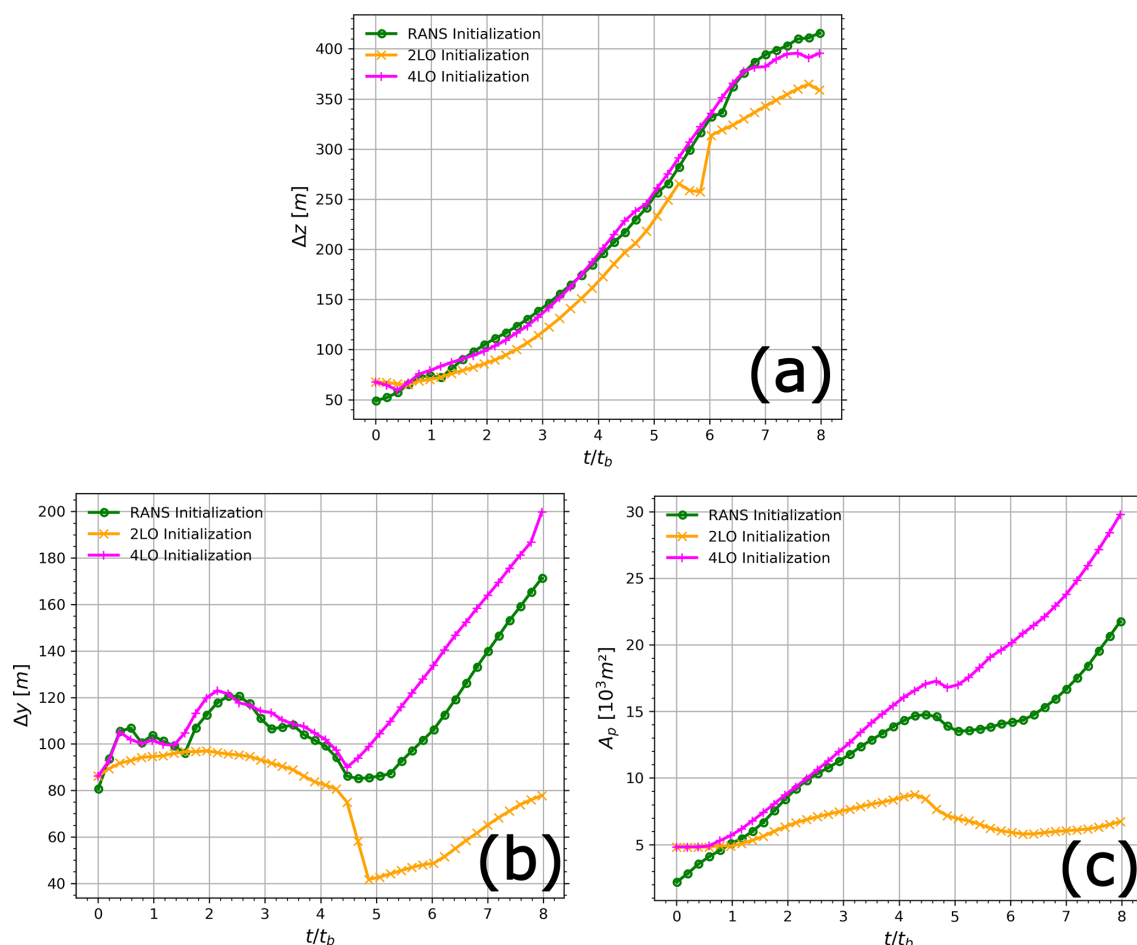 RANS Initialization
2LO Initialization
4LO Initialization
400
350
300
250
200
150
100
50
Δz [m]
0 1 2 3 4 5 6 7 8
t/t_b
(a)
RANS Initialization
2LO Initialization
4LO Initialization
200
180
160
140
120
100
80
60
40
Δy [m]
0 1 2 3 4 5 6 7 8
t/t_b
(b)
RANS Initialization
2LO Initialization
4LO Initialization
30
25
20
15
10
5
A_p [10³m²]
0 1 2 3 4 5 6 7 8
t/t_b
(c)